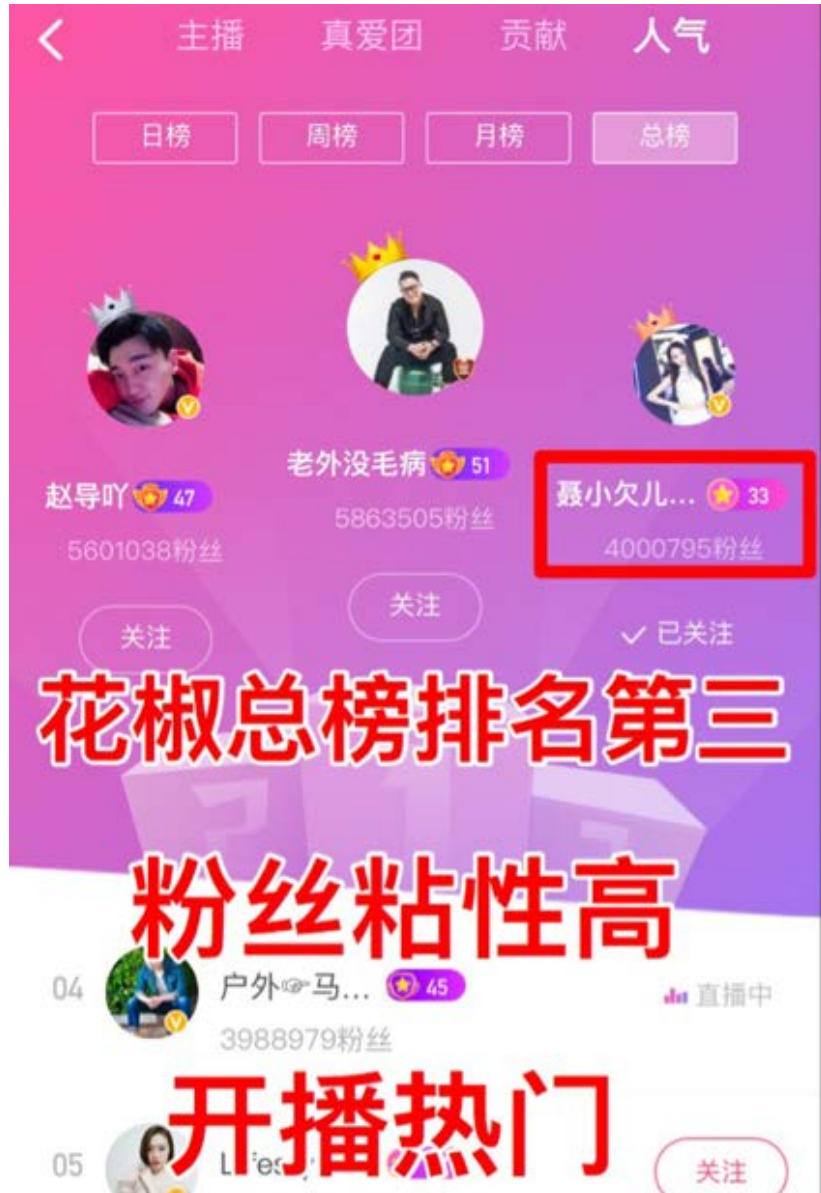 主播 真爱团 贡献 人气
日榜 周榜 月榜 总榜
老外没毛病 51
5863505粉丝
赵导吖 47
5601038粉丝
聂小欠儿... 33
4000795粉丝
关注
关注
已关注
花椒总榜排名第三
粉丝粘性高
04 户外☞马... 45
直播中
3988979粉丝
开播热门
05
关注